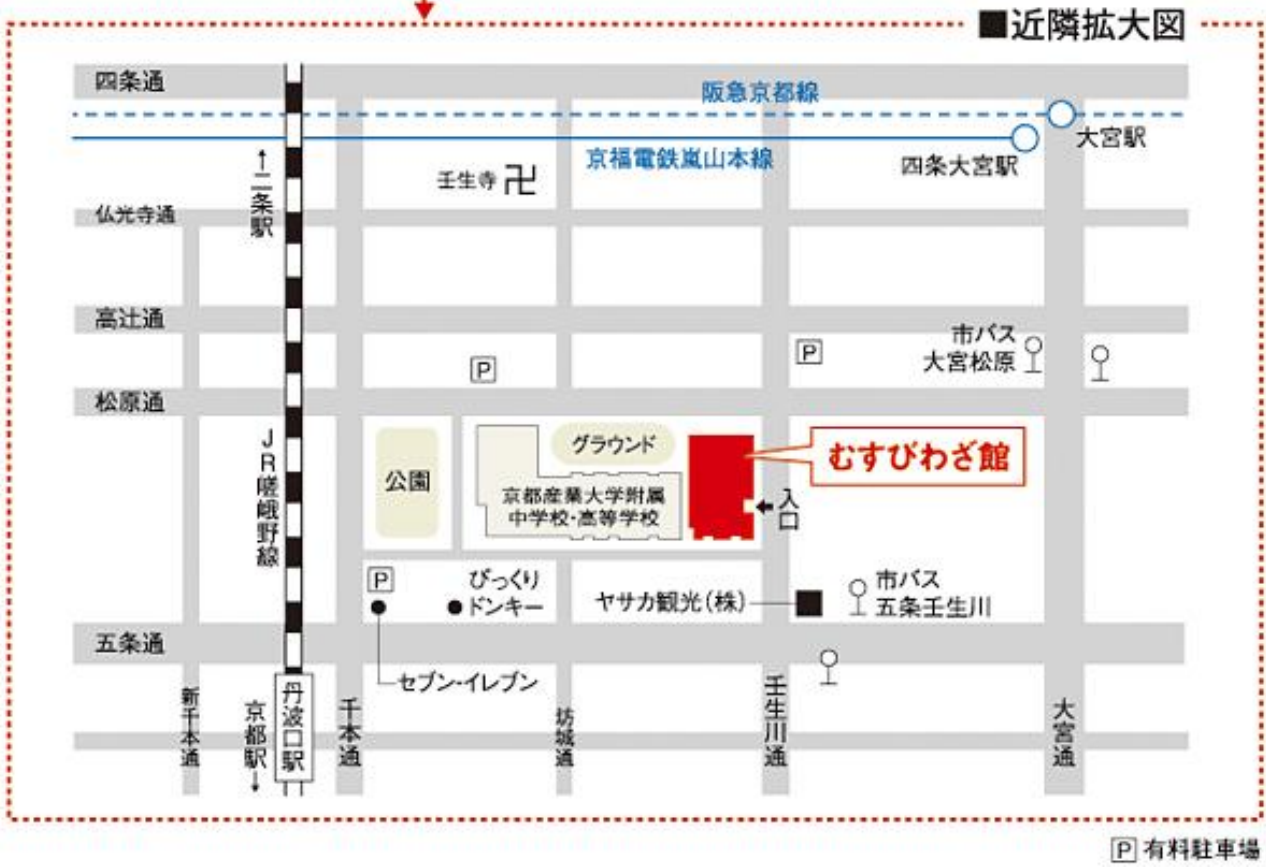 ■近隣拡大図
四条通
阪急京都線
大宮駅
京福電鉄嵐山本線
四条大宮駅
↑二条駅
壬生寺 卍
仏光寺通
高辻通
市バス
大宮松原
P
P
松原通
JR嵯峨野線
公園
グラウンド
京都産業大学附属
中学校・高等学校
むすびわざ館
←入口
P
びっくり
ドンキー
ヤサカ観光(株)
市バス
五条壬生川
五条通
セブン・イレブン
新千本通
京都駅↓
丹波口駅
千本通
坊城通
壬生川通
大宮通
P 有料駐車場